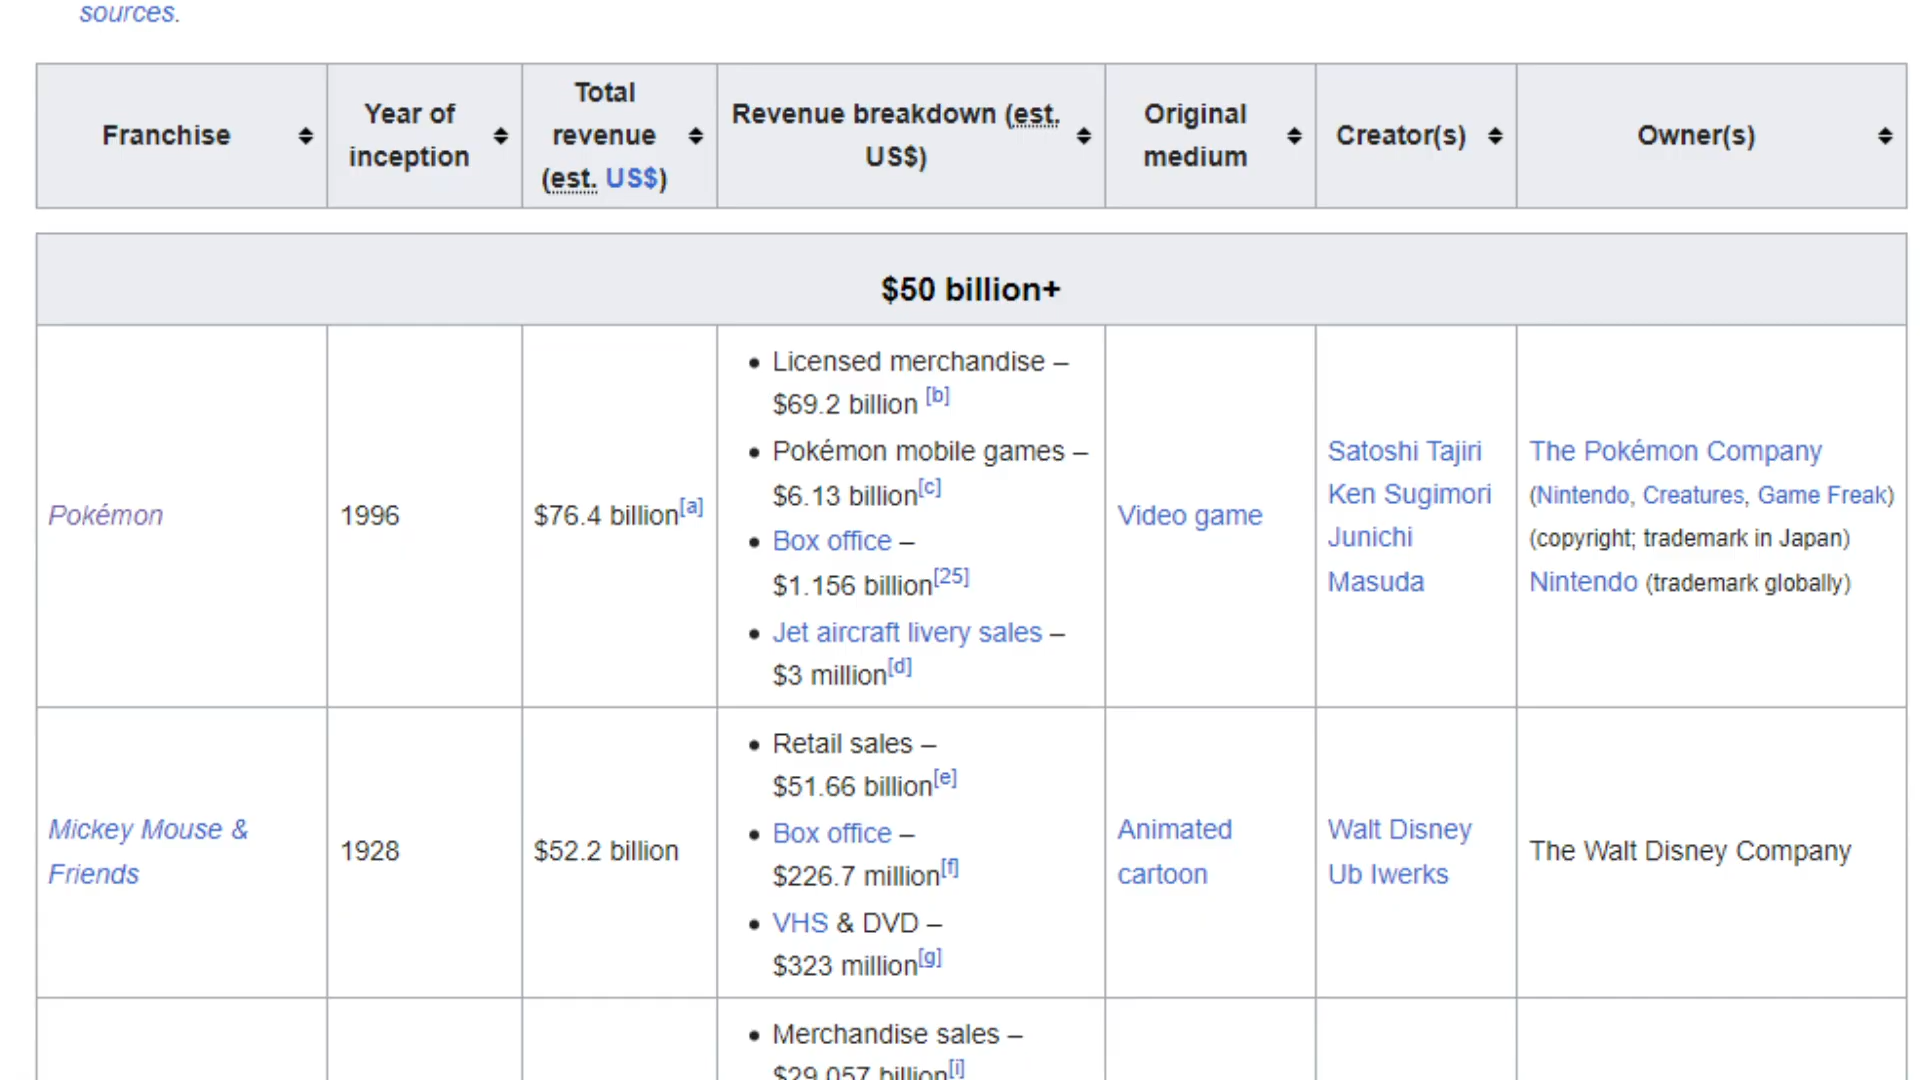 sources.
Franchise
Year of
inception
Total
revenue
(est. US$)
Revenue breakdown (est.
US$)
Original
medium
Creator(s)
Owner(s)
$50 billion+
Pokémon
1996
$76.4 billion[a]
• Licensed merchandise –
$69.2 billion [b]
• Pokémon mobile games –
$6.13 billion[c]
• Box office –
$1.156 billion[25]
• Jet aircraft livery sales –
$3 million[d]
Video game
Satoshi Tajiri
Ken Sugimori
Junichi
Masuda
The Pokémon Company
(Nintendo, Creatures, Game Freak)
(copyright; trademark in Japan)
Nintendo (trademark globally)
Mickey Mouse &
Friends
1928
$52.2 billion
• Retail sales –
$51.66 billion[e]
• Box office –
$226.7 million[f]
• VHS & DVD –
$323 million[g]
Animated
cartoon
Walt Disney
Ub Iwerks
The Walt Disney Company
• Merchandise sales –
$29.057 billion[i]